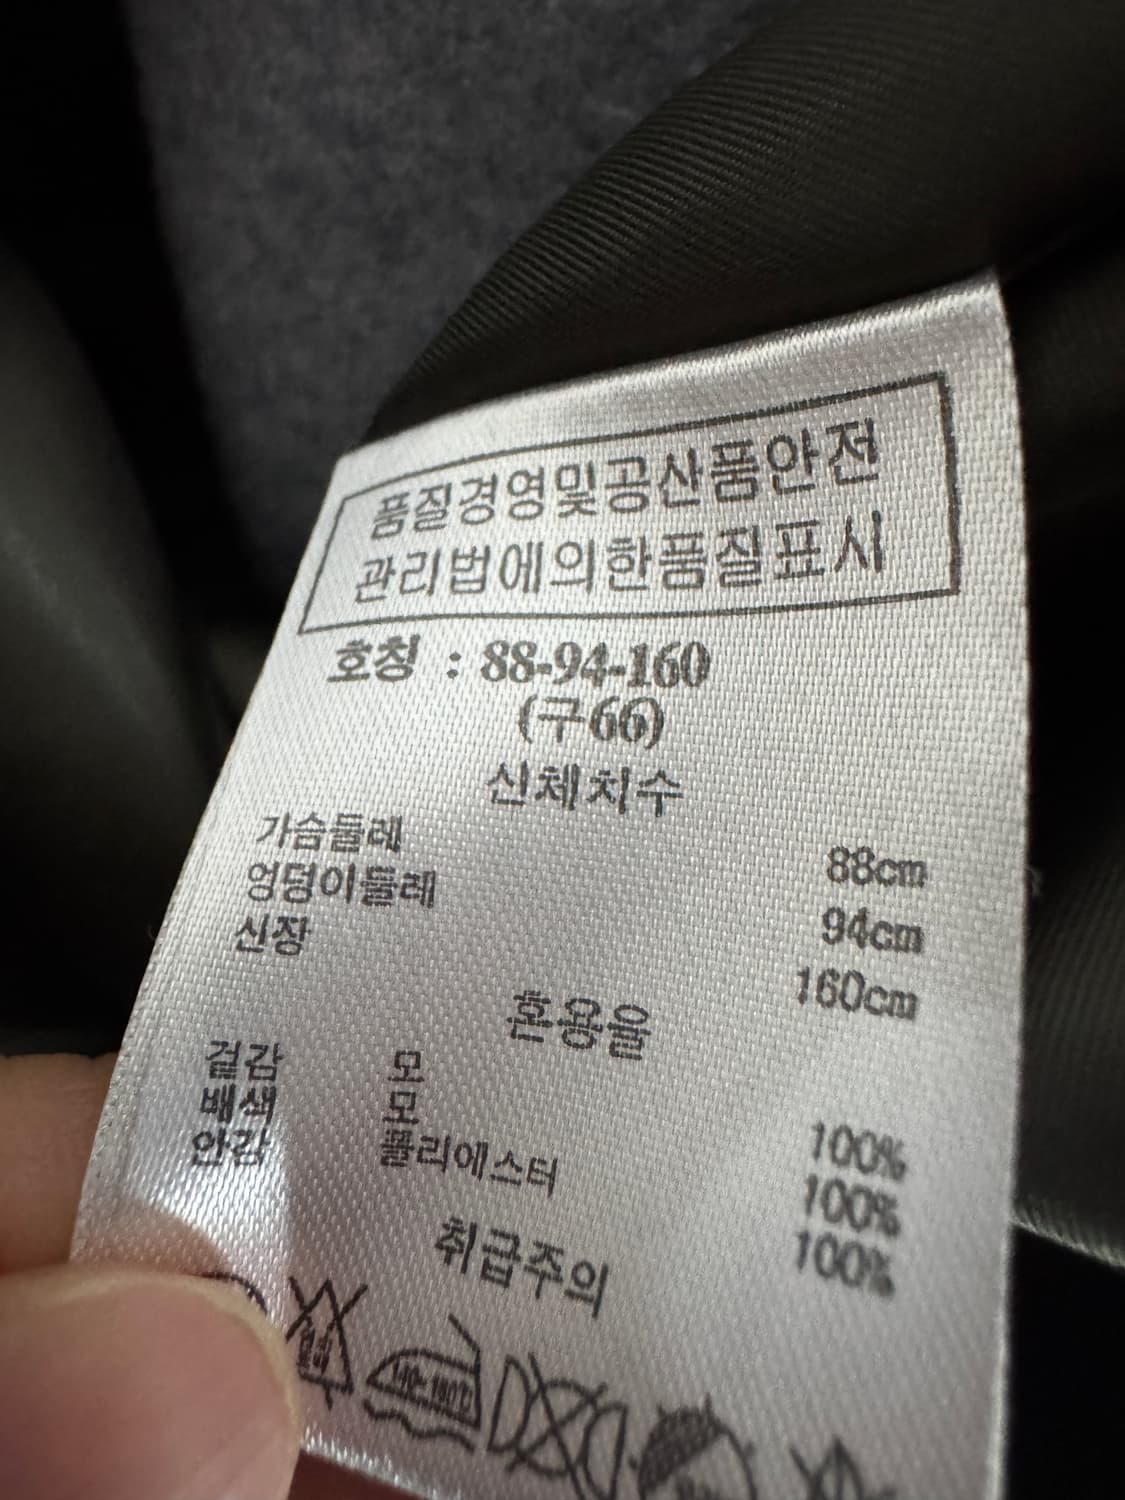 품질경영및공산품안전
관리법에의한품질표시
호칭 : 88-94-160
(구66)
신체치수
가슴둘레 88cm
엉덩이둘레 94cm
신장 160cm
혼용율
겉감 모 100%
배색 모 100%
안감 폴리에스터 100%
취급주의